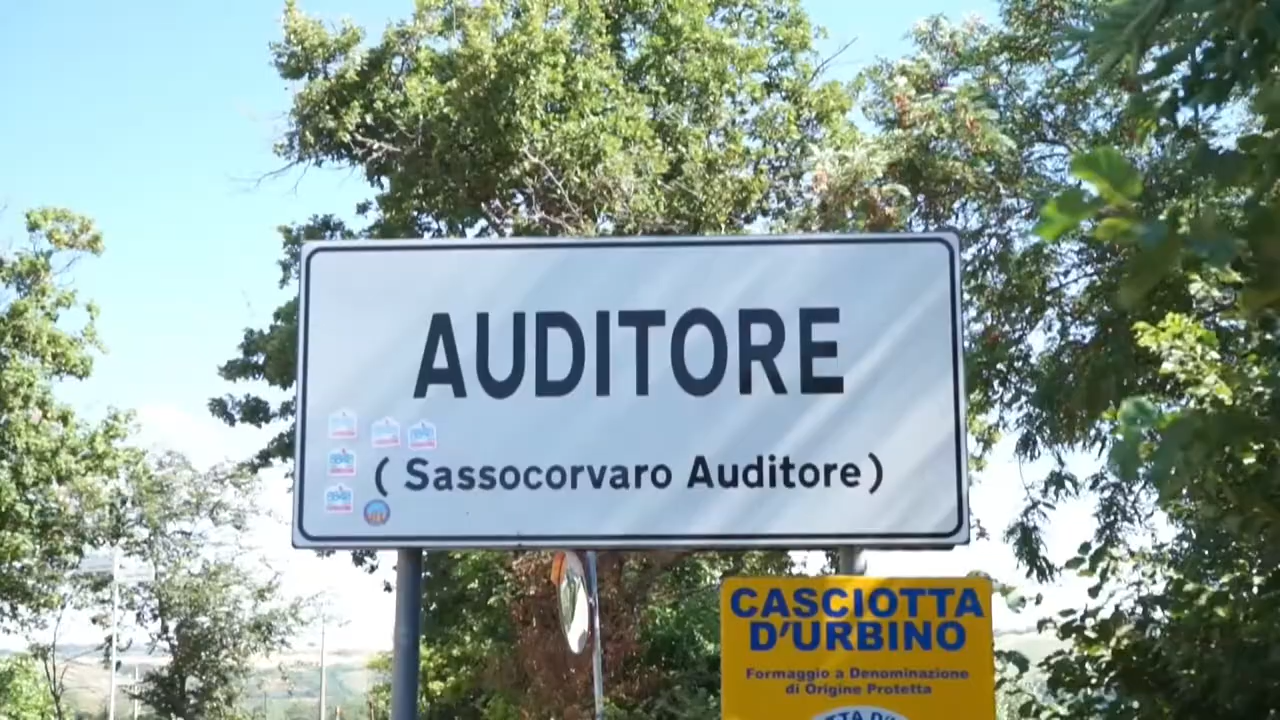 AUDITORE
( Sassocorvaro Auditore)
CASCIOTTA
D'URBINO
Formaggio a Denominazione
di Origine Protetta